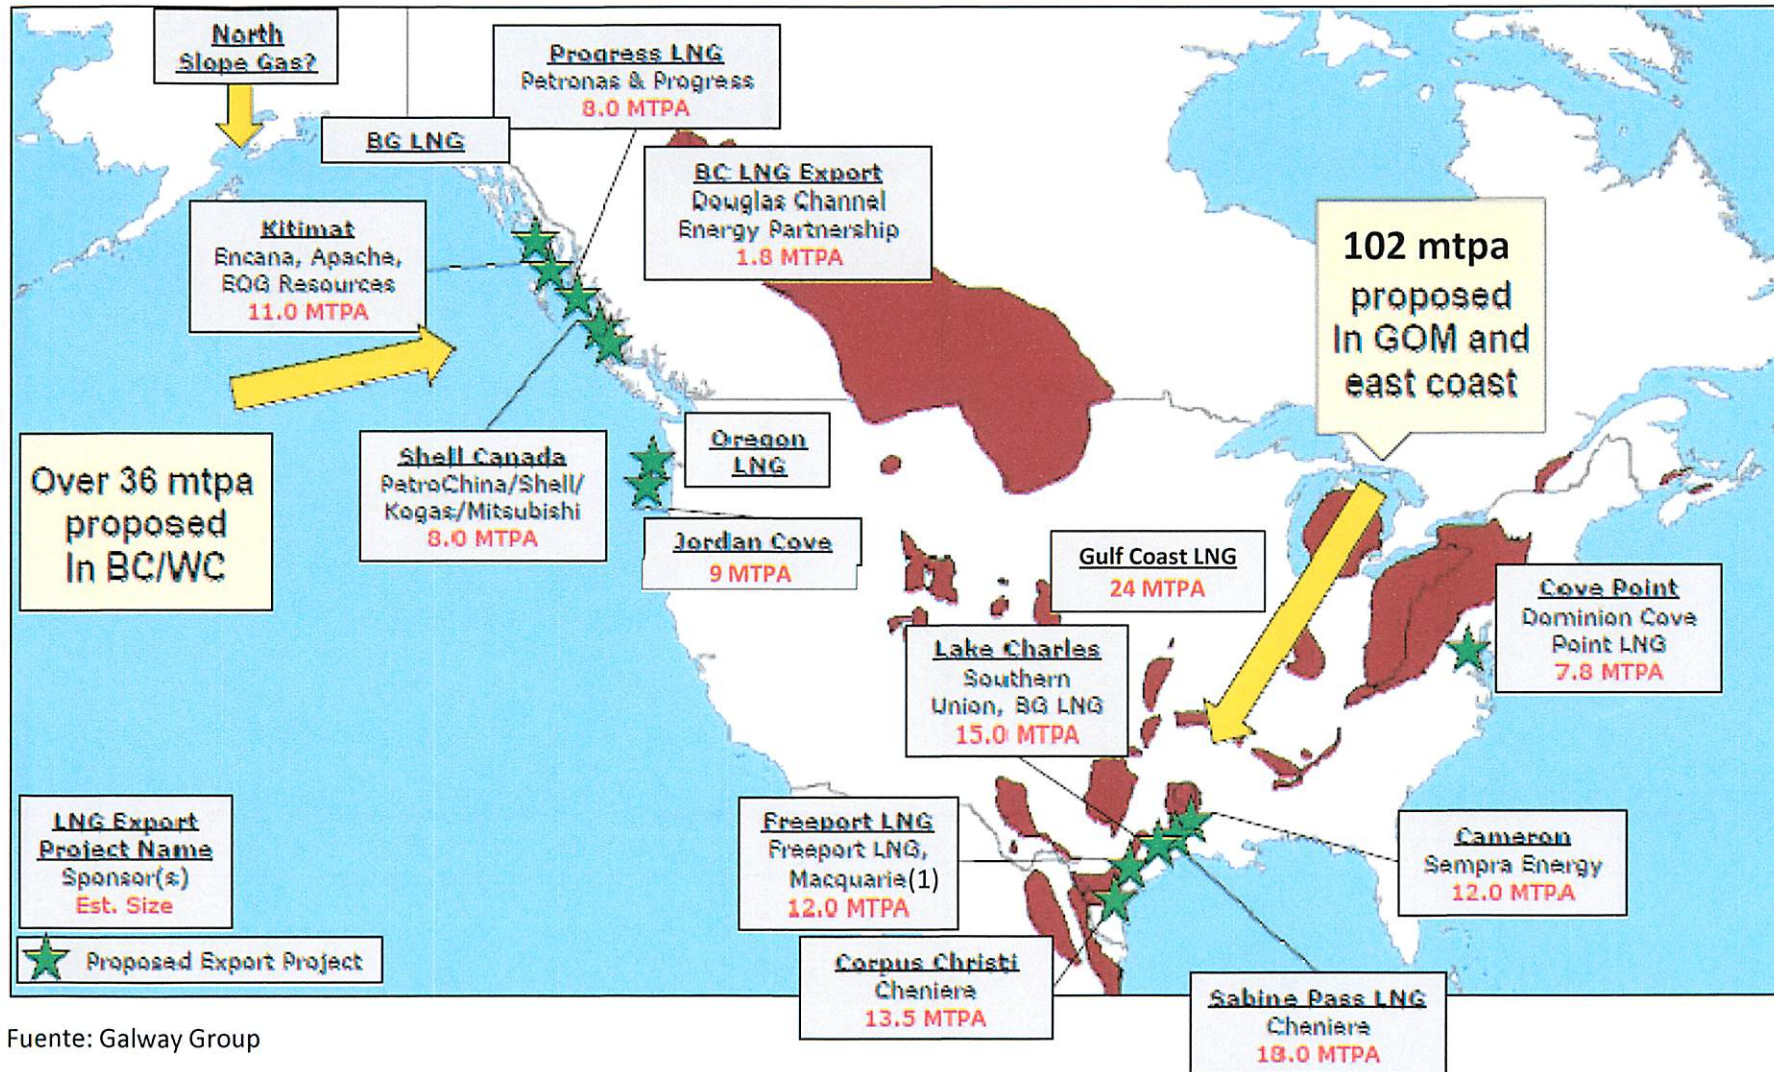 North
Slope Gas?
Progress LNG
Petronas & Progress
8.0 MTPA
BG LNG
BC LNG Export
Douglas Channel
Energy Partnership
1.8 MTPA
Kitimat
Encana, Apache,
EOG Resources
11.0 MTPA
102 mtpa
proposed
In GOM and
east coast
Over 36 mtpa
proposed
In BC/WC
Shell Canada
PetroChina/Shell/
Kogas/Mitsubishi
8.0 MTPA
Oregon
LNG
Jordan Cove
9 MTPA
Gulf Coast LNG
24 MTPA
Cove Point
Dominion Cove
Point LNG
7.8 MTPA
Lake Charles
Southern
Union, BG LNG
15.0 MTPA
LNG Export
Project Name
Sponsor(s)
Est. Size
Proposed Export Project
Freeport LNG
Freeport LNG,
Macquarie(1)
12.0 MTPA
Cameron
Sempra Energy
12.0 MTPA
Corpus Christi
Cheniere
13.5 MTPA
Sabine Pass LNG
Cheniere
18.0 MTPA
Fuente: Galway Group